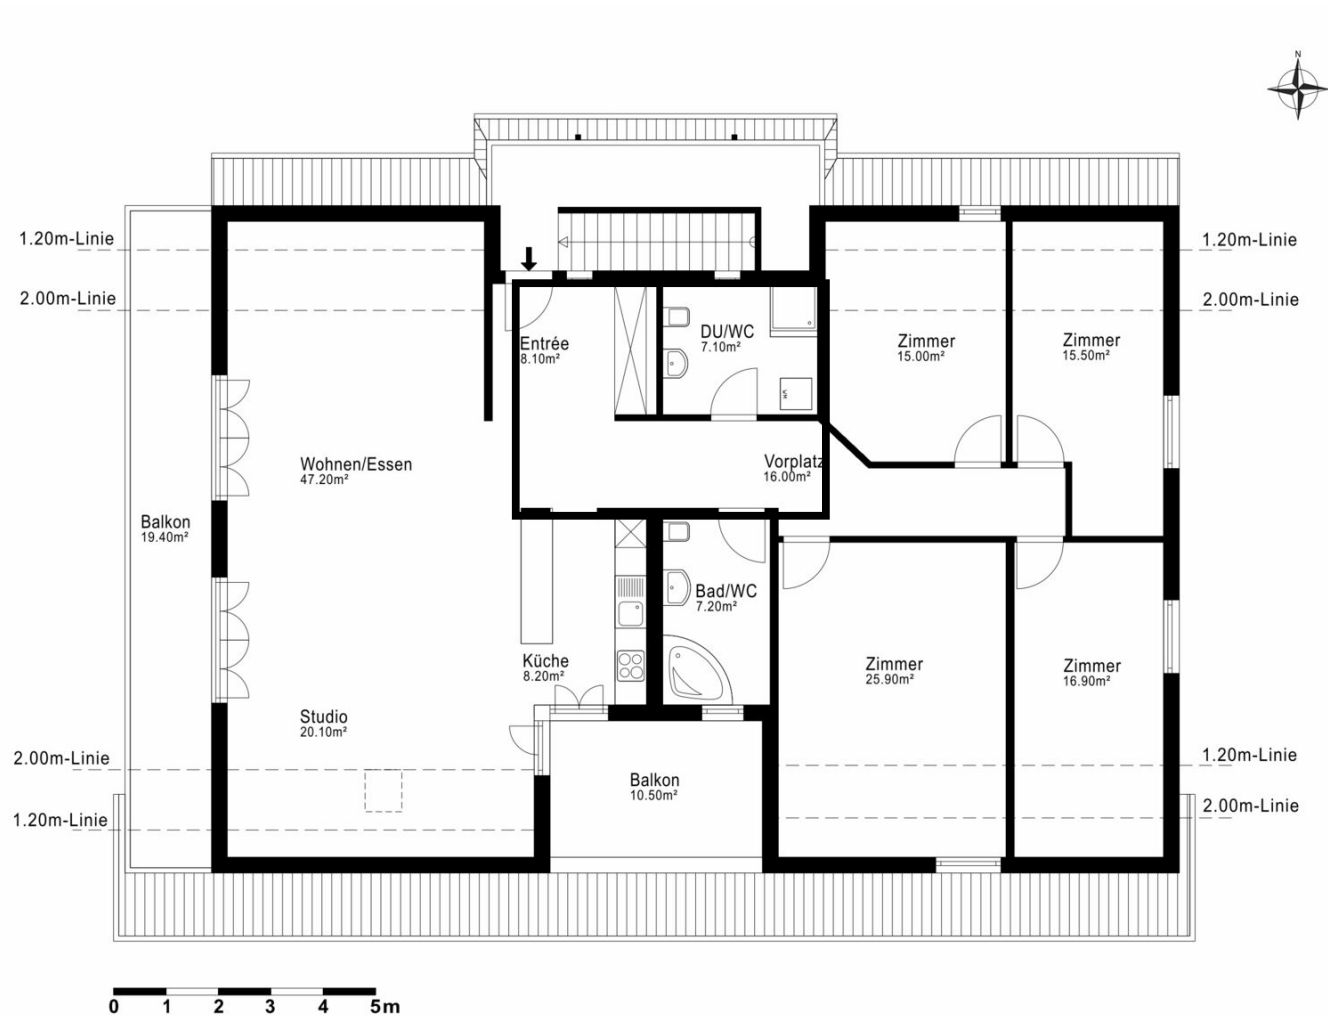 N
1.20m-Linie
1.20m-Linie
2.00m-Linie
2.00m-Linie
Entrée
8.10m²
DU/WC
7.10m²
Zimmer
15.00m²
Zimmer
15.50m²
Wohnen/Essen
47.20m²
Vorplatz
16.00m²
Balkon
19.40m²
Bad/WC
7.20m²
Küche
8.20m²
Zimmer
25.90m²
Zimmer
16.90m²
Studio
20.10m²
2.00m-Linie
1.20m-Linie
Balkon
10.50m²
1.20m-Linie
2.00m-Linie
0 1 2 3 4 5m